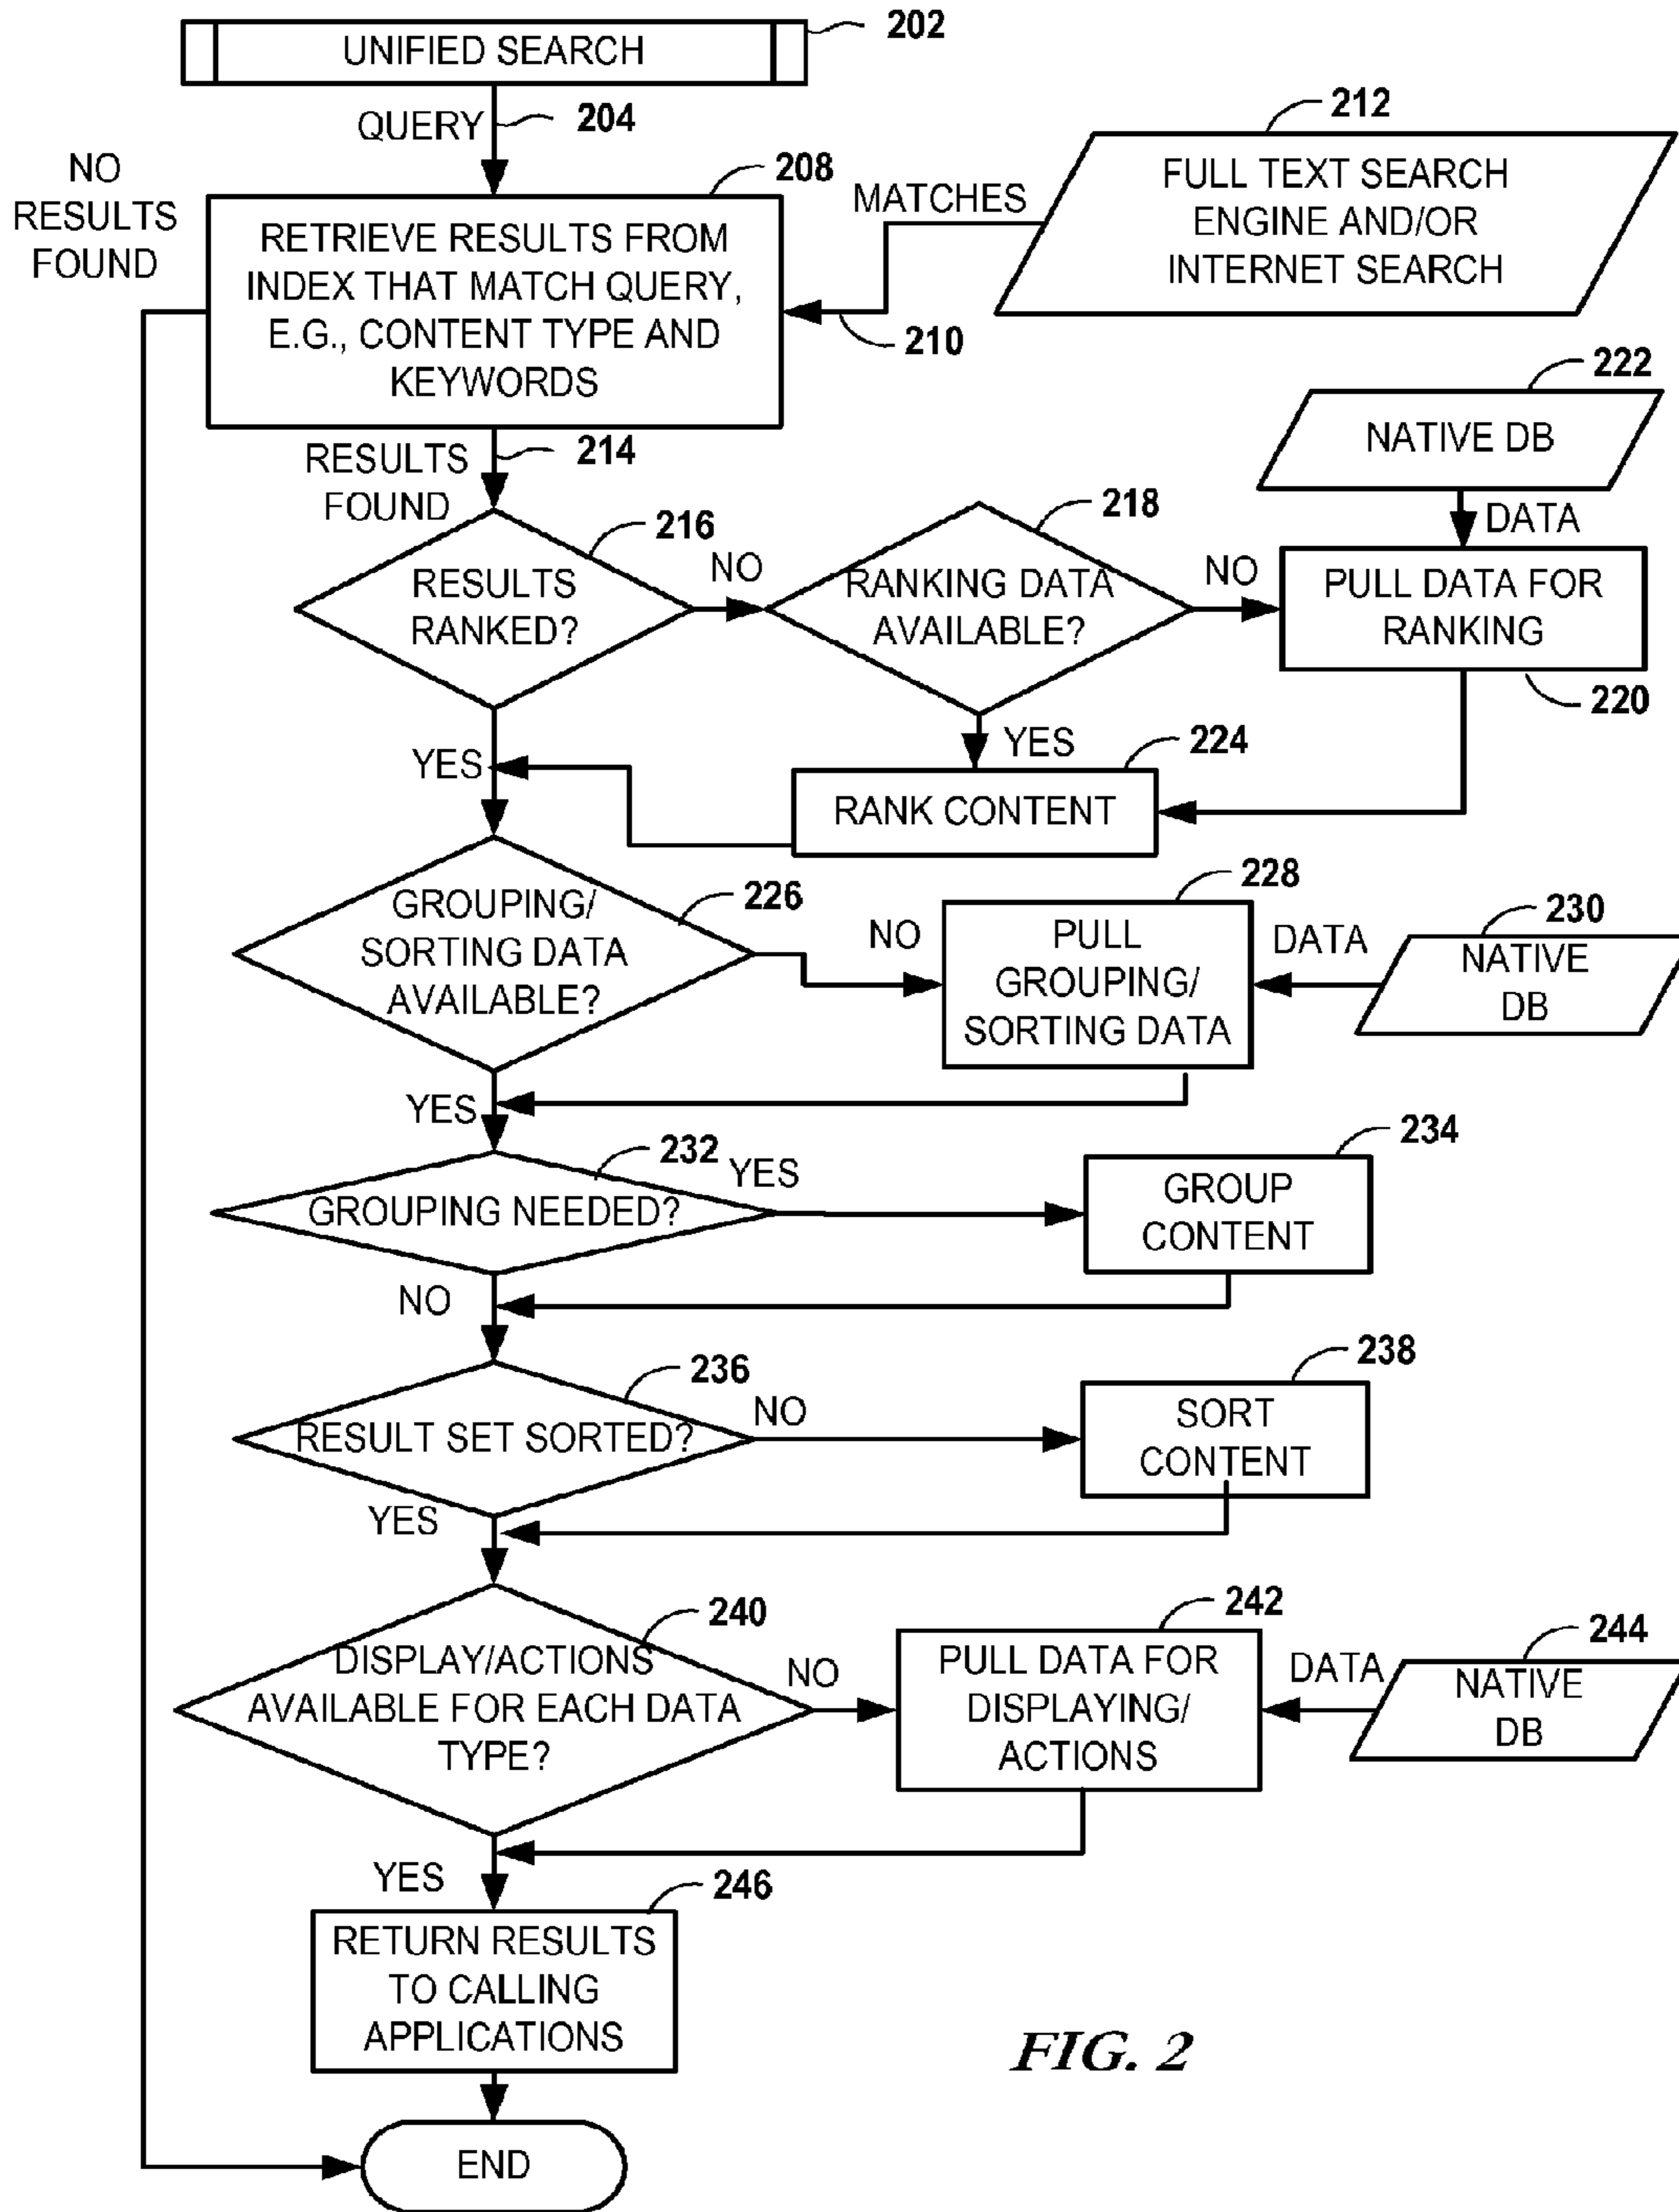 UNIFIED SEARCH
202
QUERY
204
NO
RESULTS
FOUND
208
RETRIEVE RESULTS FROM
INDEX THAT MATCH QUERY,
E.G., CONTENT TYPE AND
KEYWORDS
MATCHES
210
212
FULL TEXT SEARCH
ENGINE AND/OR
INTERNET SEARCH
RESULTS
FOUND
214
216
RESULTS
RANKED?
NO
218
RANKING DATA
AVAILABLE?
NO
222
NATIVE DB
DATA
PULL DATA FOR
RANKING
220
YES
YES
224
RANK CONTENT
226
GROUPING/
SORTING DATA
AVAILABLE?
NO
228
PULL
GROUPING/
SORTING DATA
DATA
230
NATIVE
DB
YES
232
GROUPING NEEDED?
YES
234
GROUP
CONTENT
NO
236
RESULT SET SORTED?
NO
238
SORT
CONTENT
YES
240
DISPLAY/ACTIONS
AVAILABLE FOR EACH DATA
TYPE?
NO
242
PULL DATA FOR
DISPLAYING/
ACTIONS
DATA
244
NATIVE
DB
YES
246
RETURN RESULTS
TO CALLING
APPLICATIONS
END
FIG. 2